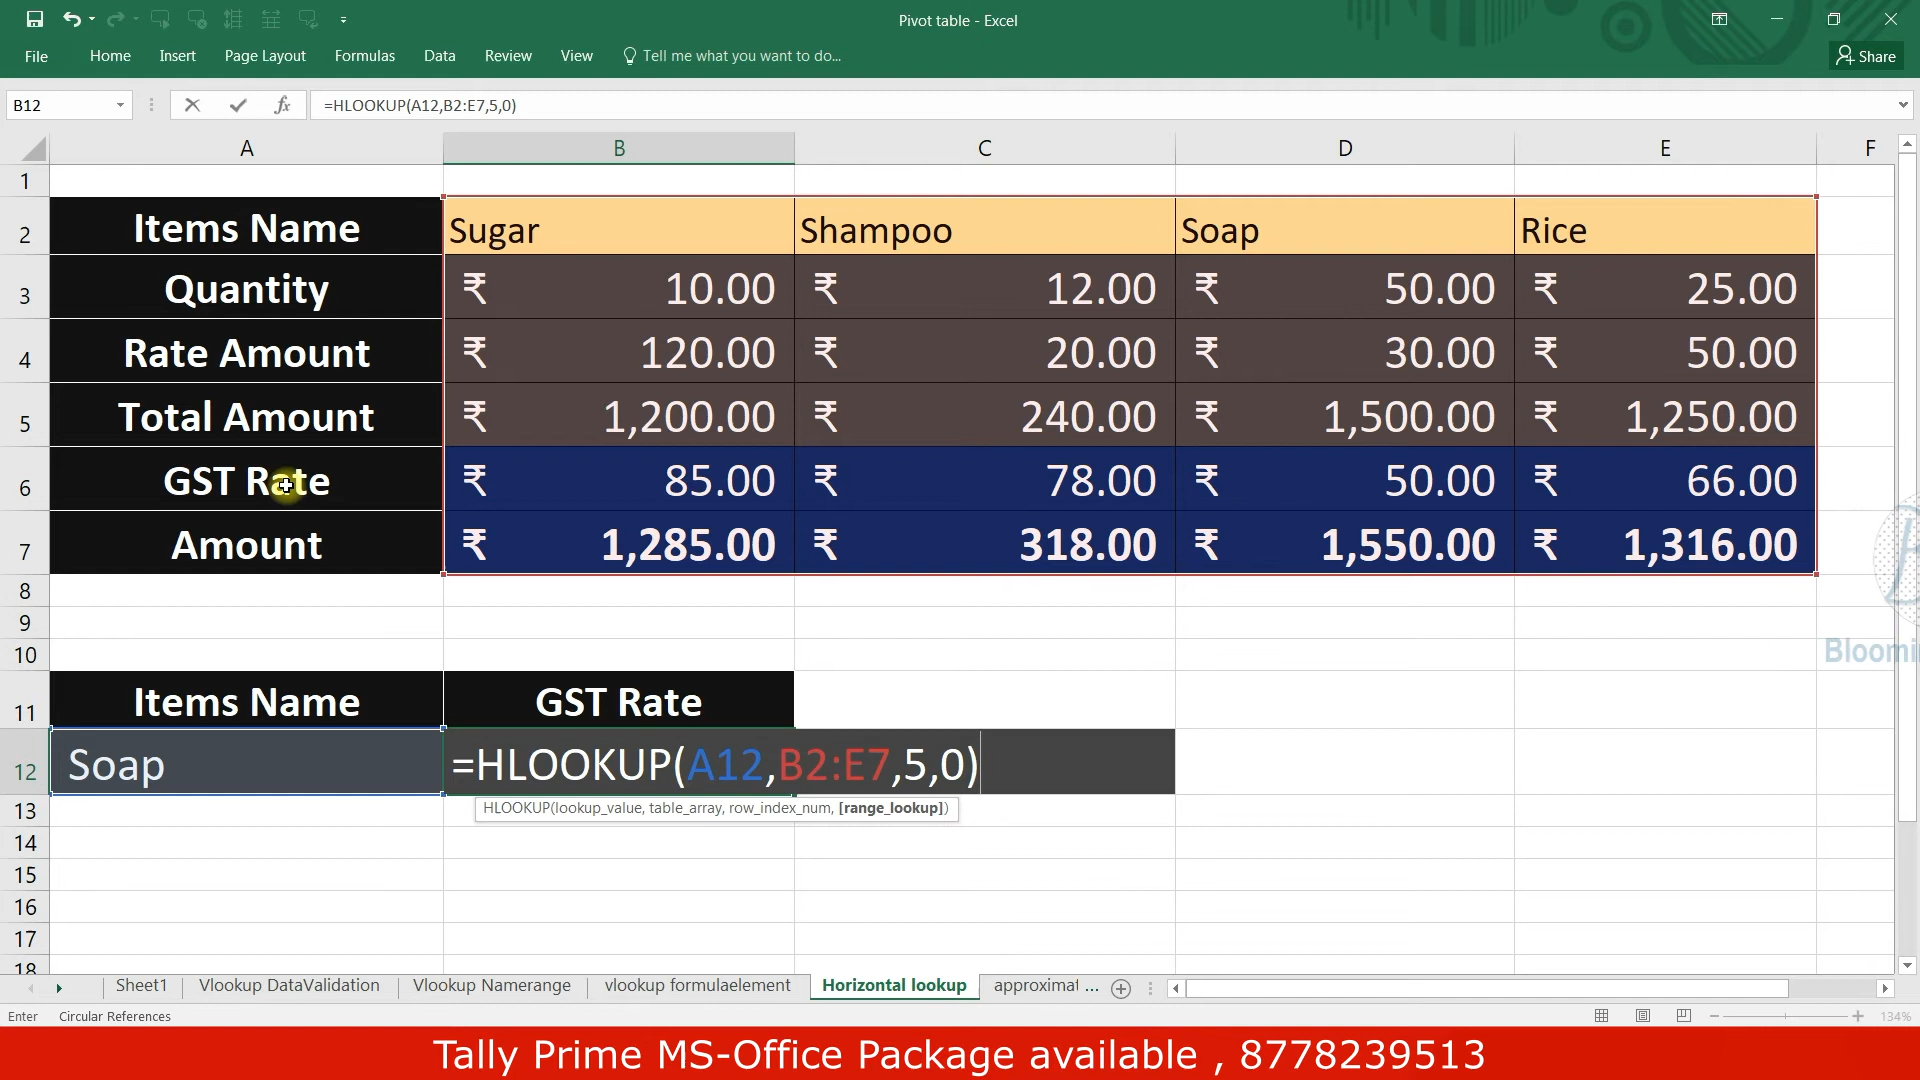 Pivot table - Excel
File Home Insert Page Layout Formulas Data Review View Tell me what you want to do... Share
B12 fx =HLOOKUP(A12,B2:E7,5,0)
A B C D E F
1
2 Items Name Sugar Shampoo Soap Rice
3 Quantity ₹ 10.00 ₹ 12.00 ₹ 50.00 ₹ 25.00
4 Rate Amount ₹ 120.00 ₹ 20.00 ₹ 30.00 ₹ 50.00
5 Total Amount ₹ 1,200.00 ₹ 240.00 ₹ 1,500.00 ₹ 1,250.00
6 GST Rate ₹ 85.00 ₹ 78.00 ₹ 50.00 ₹ 66.00
7 Amount ₹ 1,285.00 ₹ 318.00 ₹ 1,550.00 ₹ 1,316.00
8
9
10
11 Items Name GST Rate
12 Soap =HLOOKUP(A12,B2:E7,5,0)
HLOOKUP(lookup_value, table_array, row_index_num, [range_lookup])
13
14
15
16
17
18
Sheet1 Vlookup DataValidation Vlookup Namerange vlookup formulaelement Horizontal lookup approximat ...
Enter Circular References 134%
Tally Prime MS-Office Package available , 8778239513